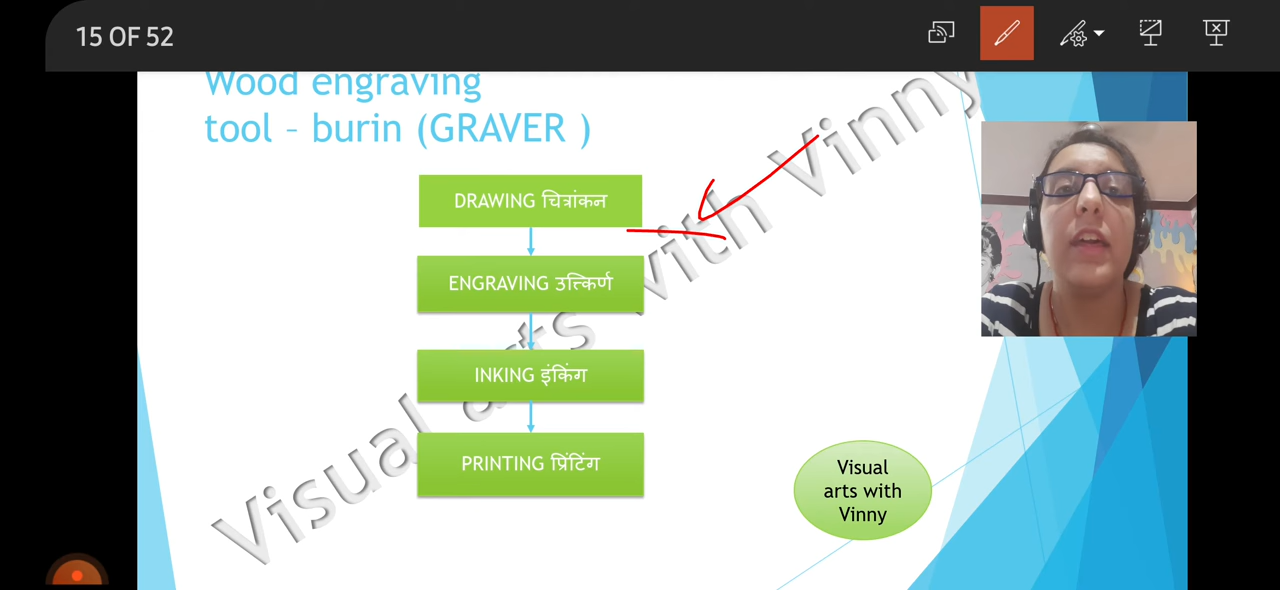 15 OF 52
Wood engraving
tool – burin (GRAVER )
DRAWING चित्रांकन
ENGRAVING उत्त्किर्ण
INKING इंकिंग
PRINTING प्रिंटिंग
Visual arts with Vinny
Visual
arts with
Vinny